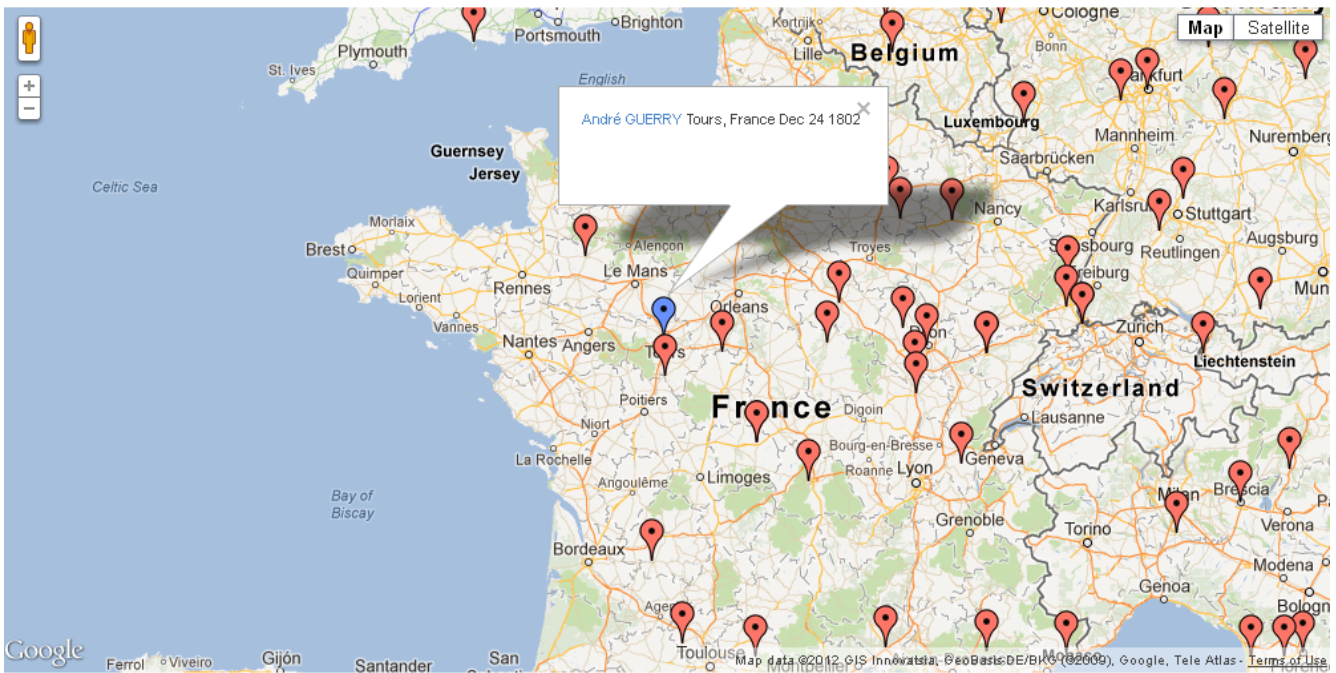 Brighton
Portsmouth
Plymouth
St. Ives
English
Kortrijk
Lille
Belgium
Cologne
Bonn
Map
Satellite
André GUERRY Tours, France Dec 24 1802
Luxembourg
Mannheim
Nuremberg
Saarbrücken
Guernsey
Jersey
Celtic Sea
Nancy
Stuttgart
Morlaix
Brest
Quimper
Alençon
Troyes
Reutlingen
Augsburg
Le Mans
Rennes
Lorient
Vannes
Orleans
Nantes
Angers
Tours
Dijon
Zurich
Liechtenstein
Switzerland
Lausanne
Poitiers
France
Digoin
Niort
La Rochelle
Bourg-en-Bresse
Geneva
Limoges
Roanne
Lyon
Angoulême
Milan
Brescia
Bay of
Biscay
Verona
Grenoble
Torino
Bordeaux
Modena
Genoa
Bologn
Agen
Google
Toulouse
Ferrol
Viveiro
Gijón
Santander
San
Map data ©2012 GIS Innovatsia, GeoBasis-DE/BKG (©2009), Google, Tele Atlas - Terms of Use